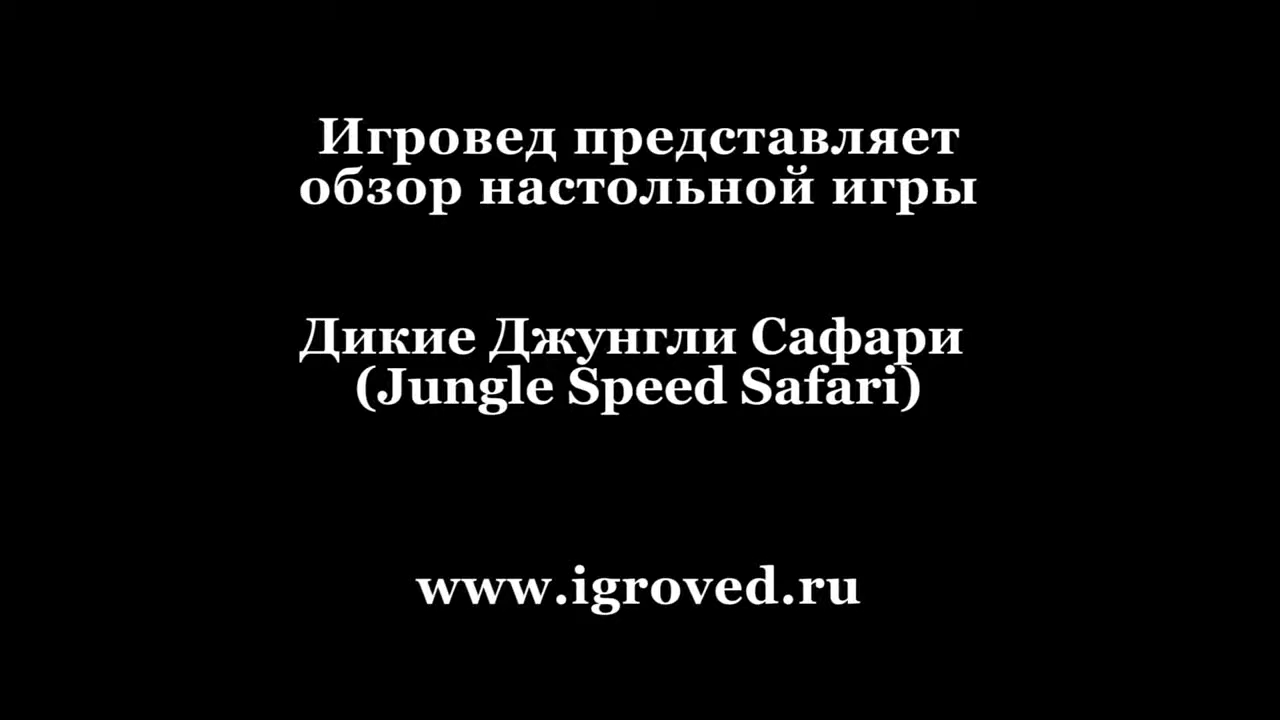 Игровед представляет
обзор настольной игры
Дикие Джунгли Сафари
(Jungle Speed Safari)
www.igroved.ru